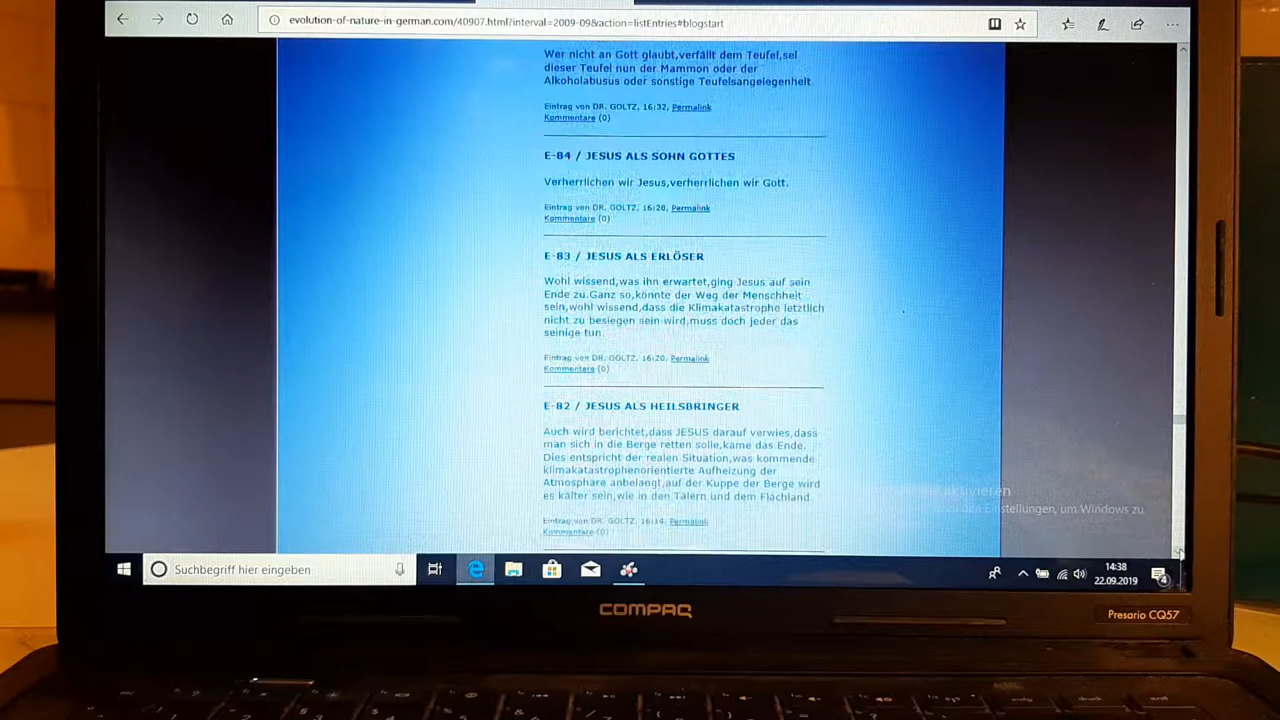 evolution-of-nature-in-german.com/40907.html?interval=2009-09&action=listEntries#blogstart
Wer nicht an Gott glaubt,verfällt dem Teufel,sei
dieser Teufel nun der Mammon oder der
Alkoholabusus oder sonstige Teufelsangelegenheit
Eintrag von DR. GOLTZ, 16:32, Permalink
Kommentare (0)
E-84 / JESUS ALS SOHN GOTTES
Verherrlichen wir Jesus,verherrlichen wir Gott.
Eintrag von DR. GOLTZ, 16:28, Permalink
Kommentare (0)
E-83 / JESUS ALS ERLÖSER
Wohl wissend,was ihn erwartet,ging Jesus auf sein
Ende zu.Ganz so,könnte der Weg der Menschheit
sein,wohl wissend,dass die Klimakatastrophe letztlich
nicht zu besiegen sein wird,muss doch jeder das
seinige tun.
Eintrag von DR. GOLTZ, 16:20, Permalink
Kommentare (0)
E-82 / JESUS ALS HEILSBRINGER
Auch wird berichtet,dass JESUS darauf verwies,dass
man sich in die Berge retten solle,käme das Ende.
Dies entspricht der realen Situation,was kommende
klimakatastrophenorientierte Aufheizung der
Atmosphäre anbelangt,auf der Kuppe der Berge wird
es kälter sein,wie in den Tälern und dem Flachland.
aktivieren
den Einstellungen, um Windows zu
Eintrag von DR. GOLTZ, 16:14, Permalink
Kommentare (0)
Suchbegriff hier eingeben
14:38
22.09.2019
4
COMPAQ
Presario CQ57